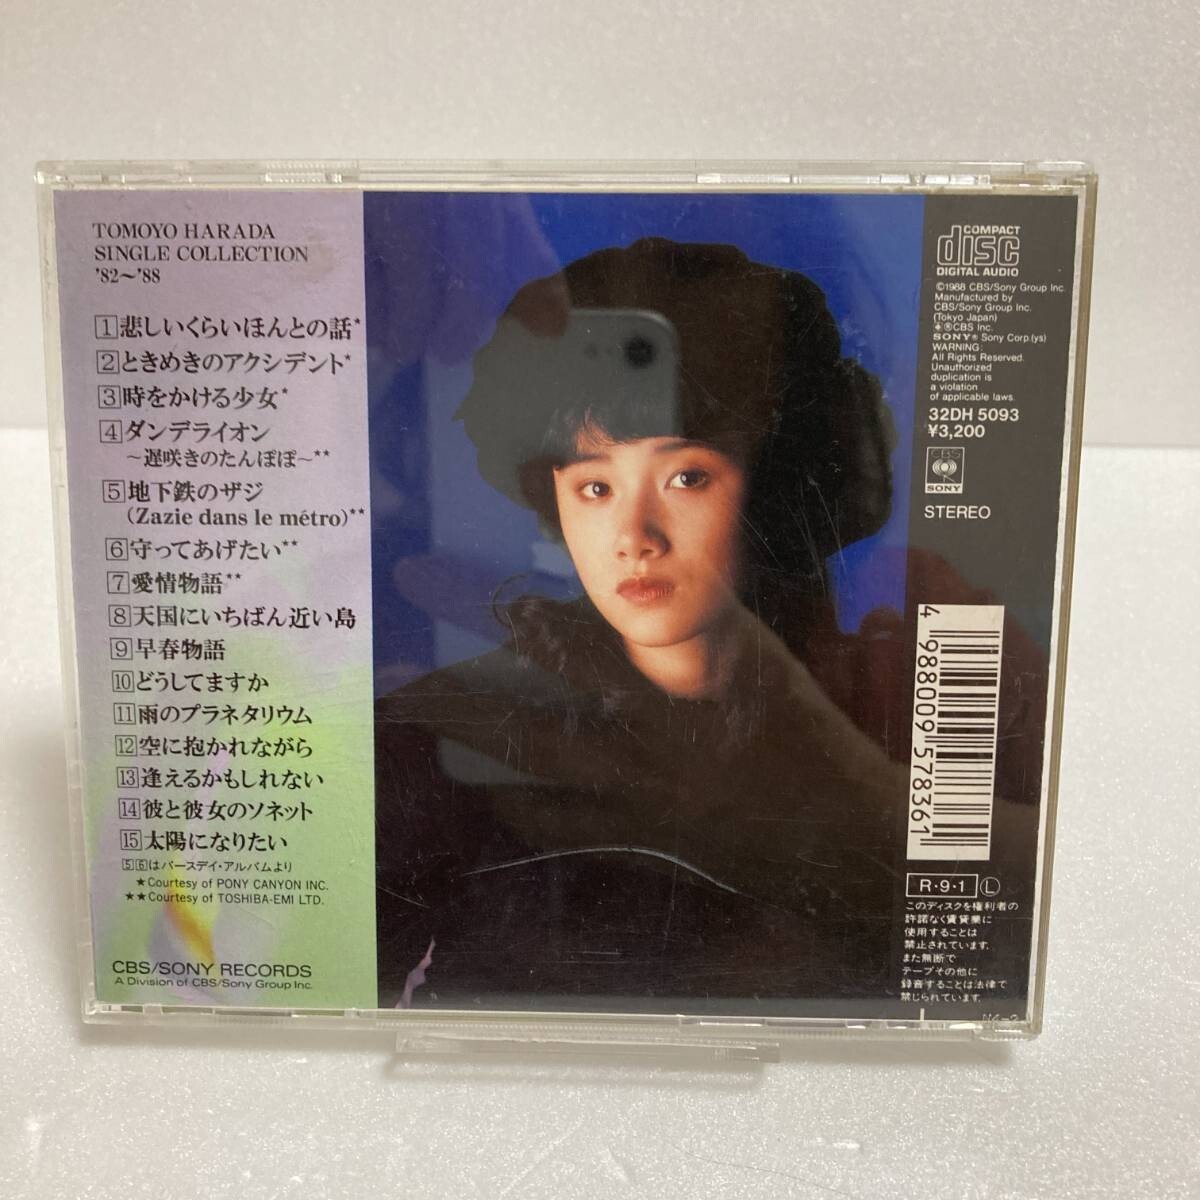 TOMOYO HARADA
SINGLE COLLECTION
'82〜'88
1 悲しいくらいほんとの話★
2 ときめきのアクシデント★
3 時をかける少女★
4 ダンデライオン
〜遅咲きのたんぽぽ〜★★
5 地下鉄のザジ
(Zazie dans le métro)★★
6 守ってあげたい★★
7 愛情物語★★
8 天国にいちばん近い島
9 早春物語
10 どうしてますか
11 雨のプラネタリウム
12 空に抱かれながら
13 逢えるかもしれない
14 彼と彼女のソネット
15 太陽になりたい
5 6 はバースデイ・アルバムより
★Courtesy of PONY CANYON INC.
★★Courtesy of TOSHIBA-EMI LTD.
CBS/SONY RECORDS
A Division of CBS/Sony Group Inc.
COMPACT
disc
DIGITAL AUDIO
©1988 CBS/Sony Group Inc.
Manufactured by
CBS/Sony Group Inc.
(Tokyo Japan)
®CBS Inc.
SONY® Sony Corp.(ys)
WARNING:
All Rights Reserved.
Unauthorized
duplication is
a violation
of applicable laws.
32DH 5093
¥3,200
CBS
SONY
STEREO
4 988009 578361
R・9・1 Ⓛ
このディスクを権利者の
許諾なく賃貸業に
使用することは
禁止されています.
また無断で
テープその他に
録音することは法律で
禁じられています.